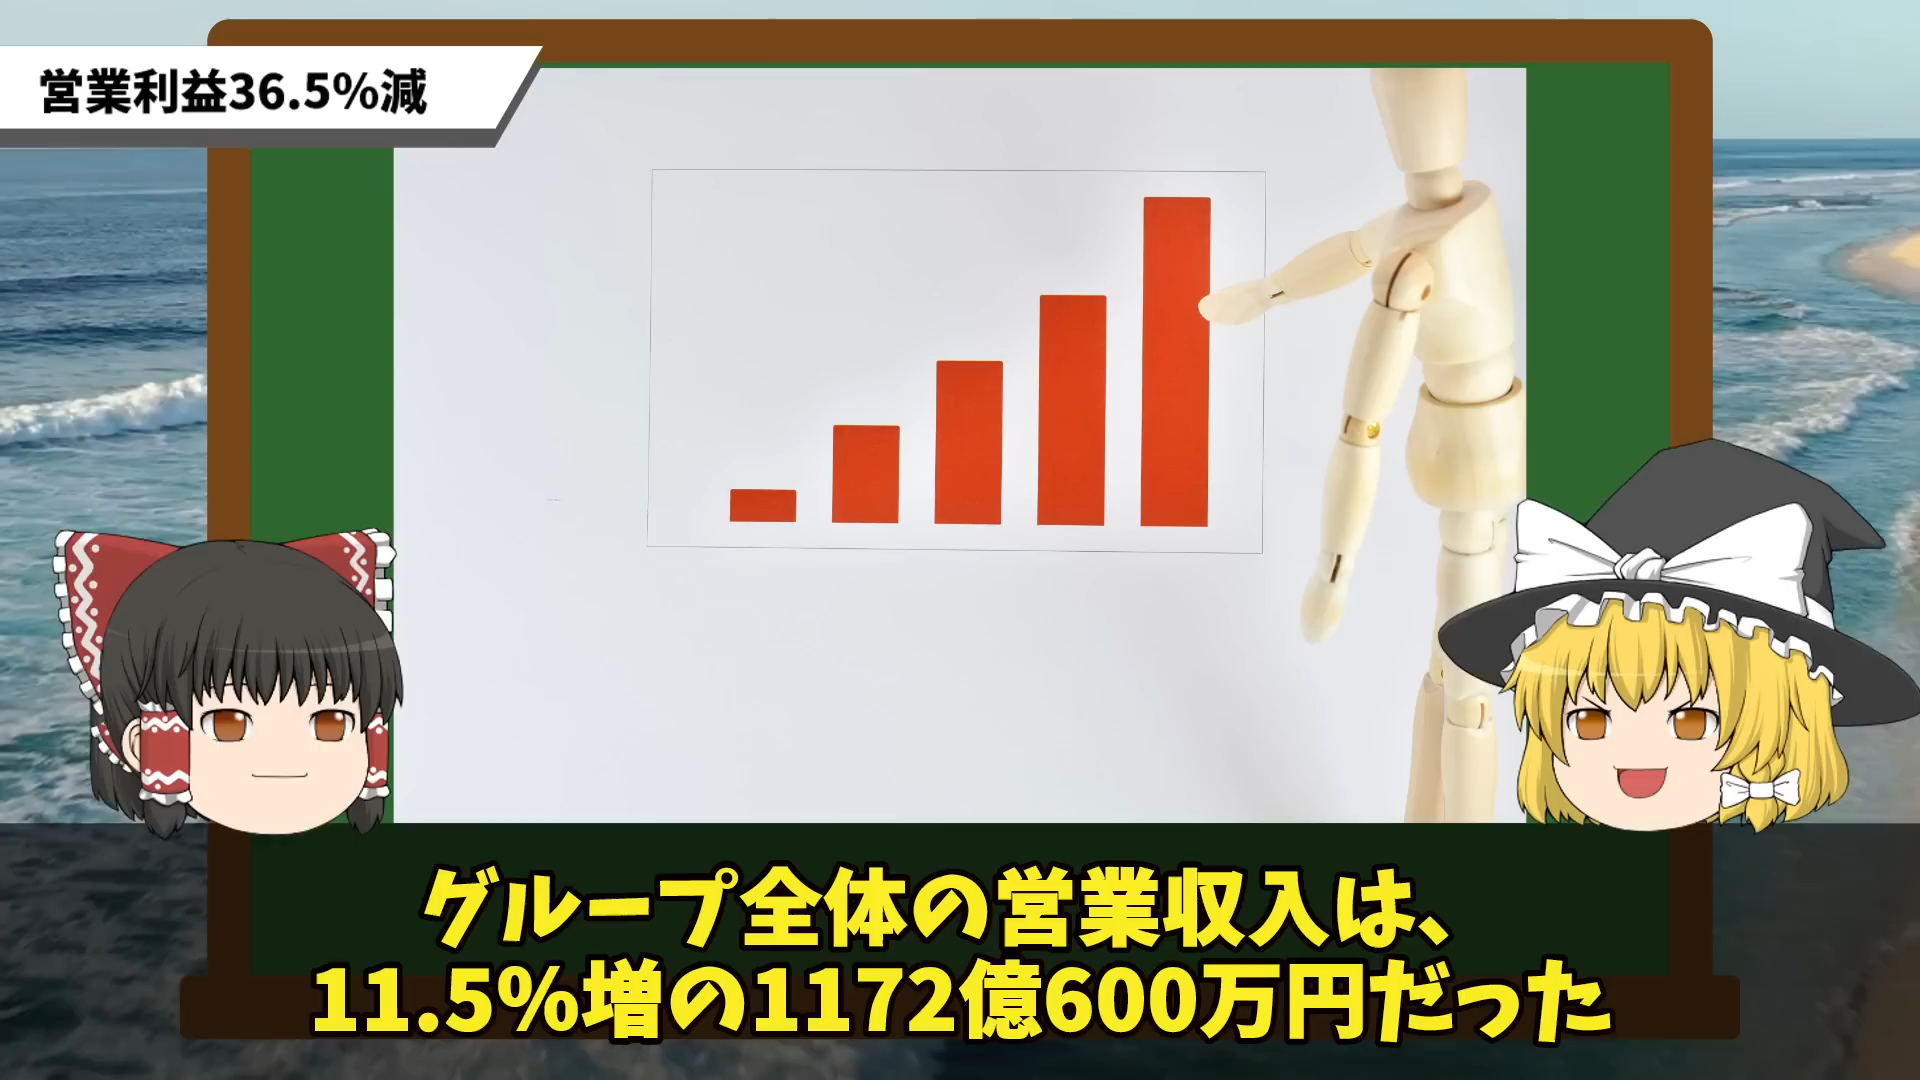 営業利益36.5%減
グループ全体の営業収入は、
11.5%増の1172億600万円だった